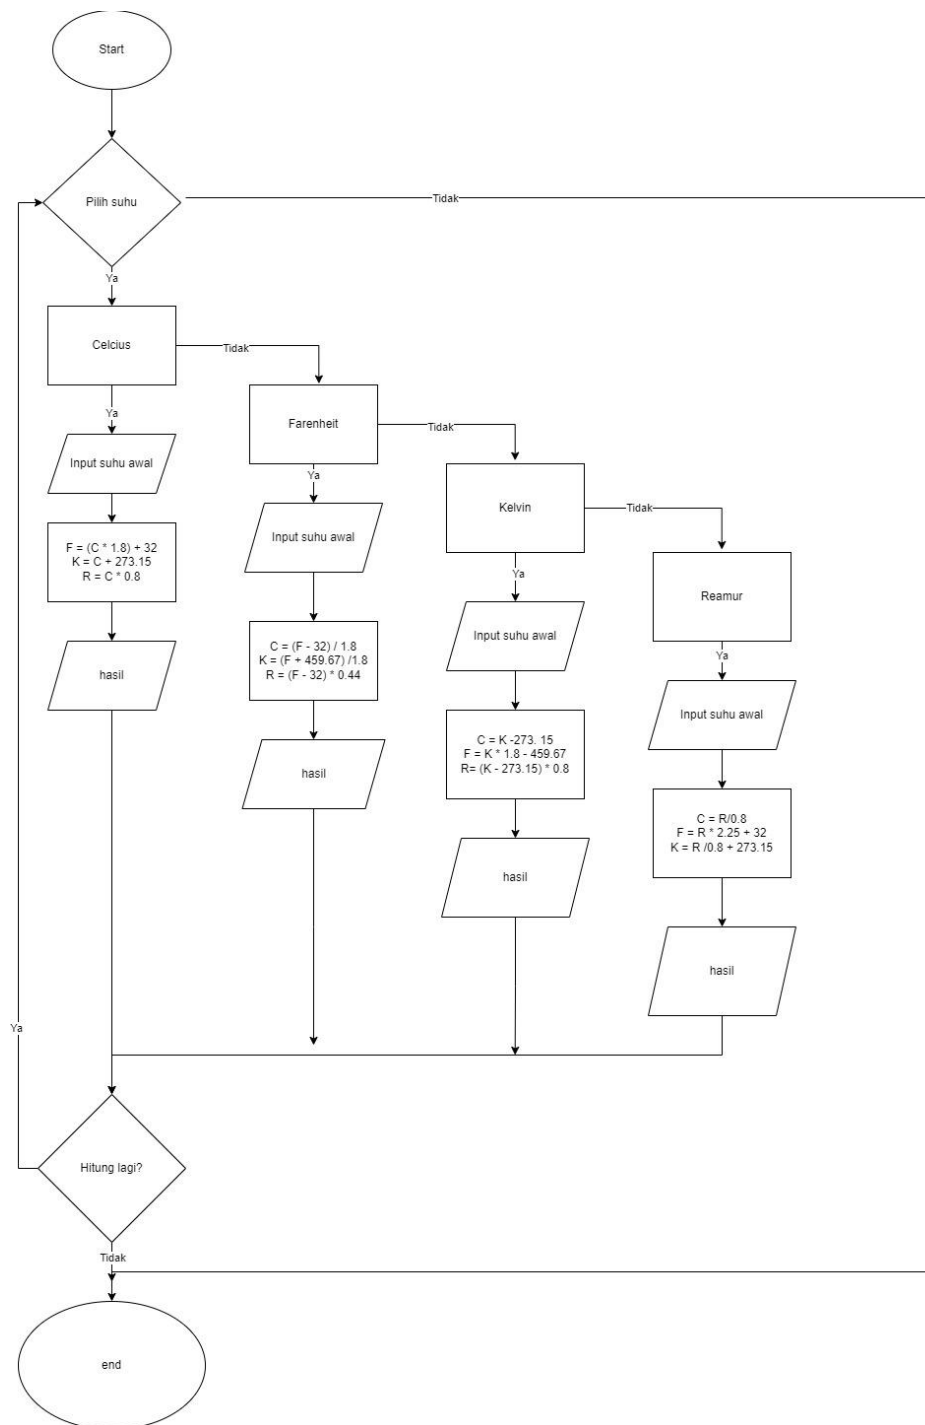 Start
Pilih suhu
Tidak
Ya
Celcius
Tidak
Ya
Farenheit
Tidak
Input suhu awal
Ya
Kelvin
Tidak
Input suhu awal
F = (C * 1.8) + 32
K = C + 273.15
R = C * 0.8
Ya
Reamur
Input suhu awal
C = (F - 32) / 1.8
K = (F + 459.67) /1.8
R = (F - 32) * 0.44
Ya
hasil
Input suhu awal
C = K -273. 15
F = K * 1.8 - 459.67
R= (K - 273.15) * 0.8
hasil
C = R/0.8
F = R * 2.25 + 32
K = R /0.8 + 273.15
hasil
hasil
Ya
Hitung lagi?
Tidak
end